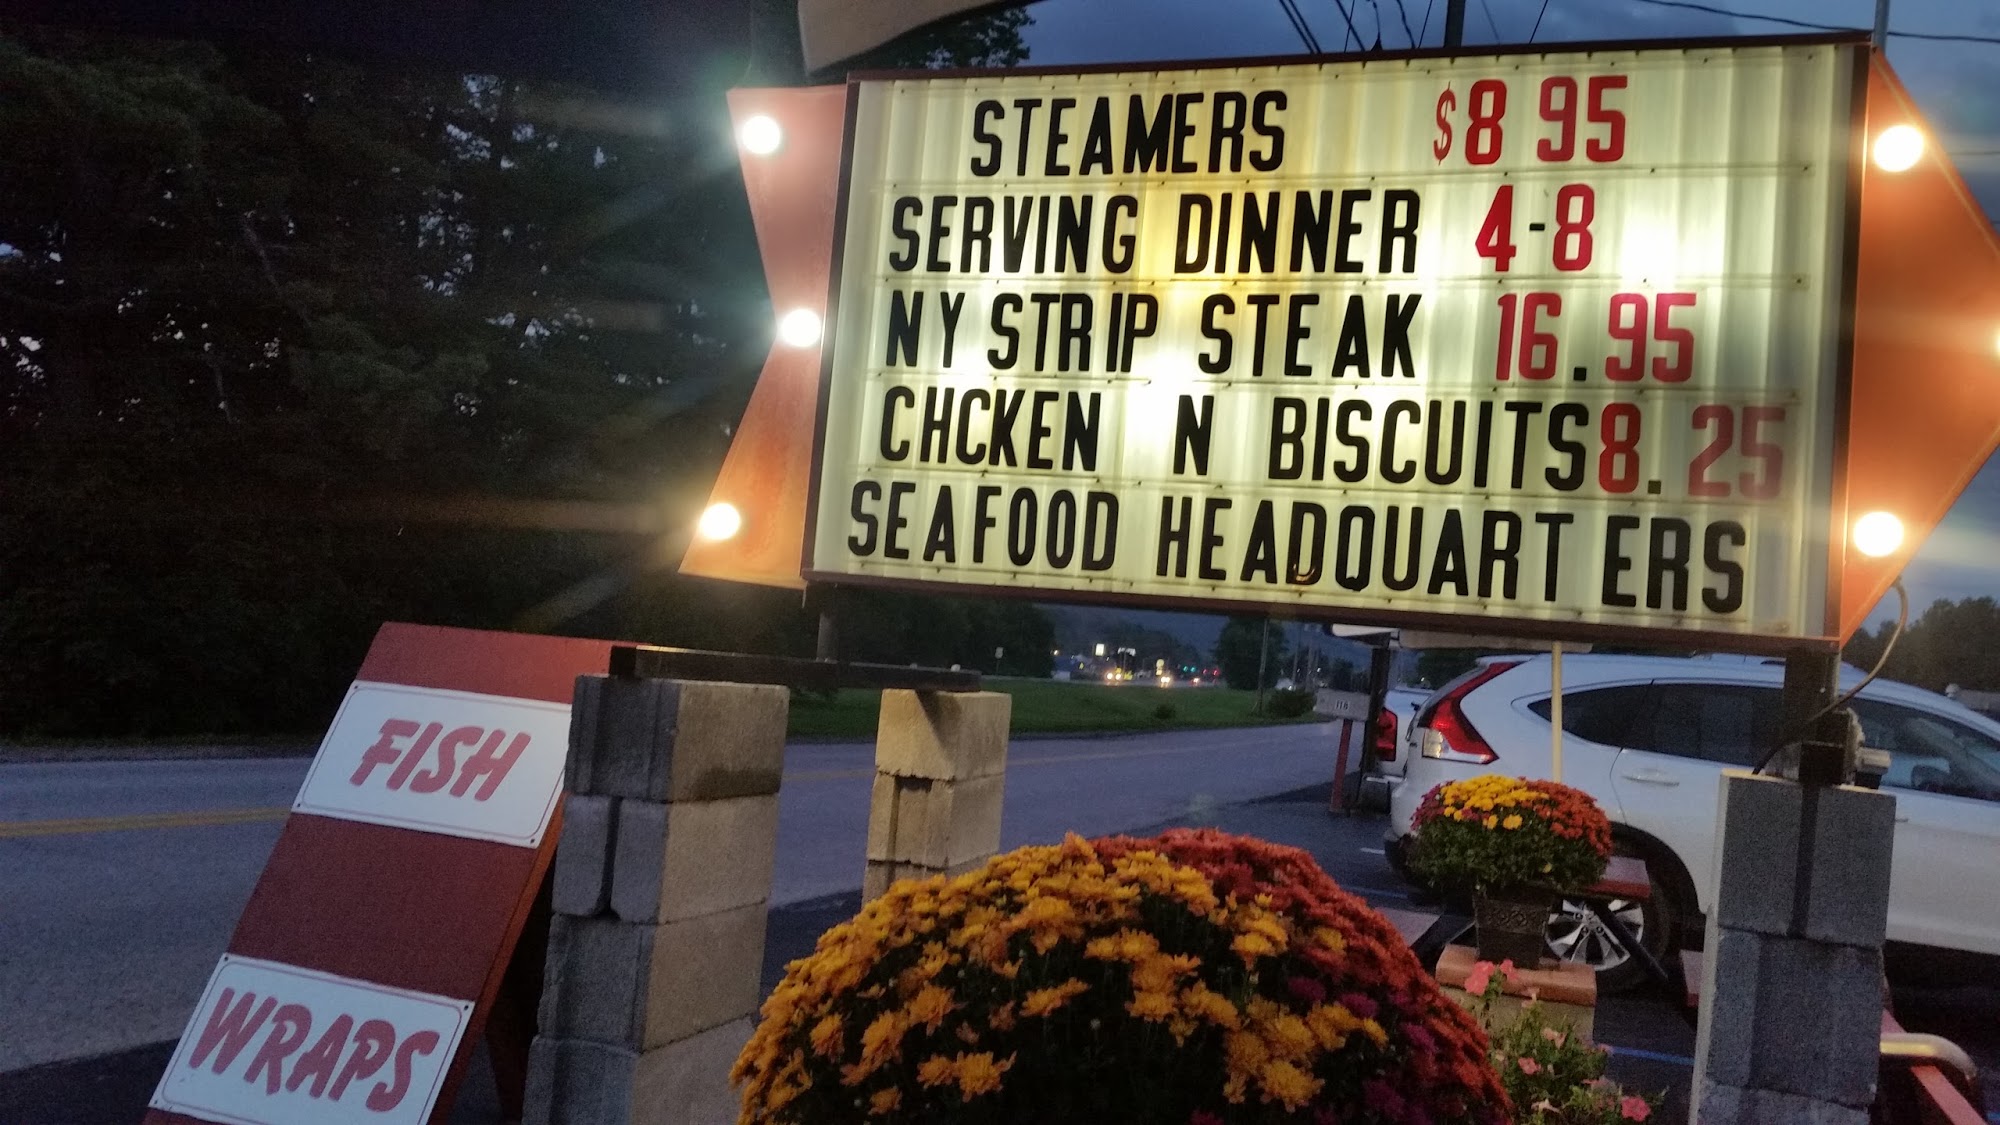 STEAMERS $8 95
SERVING DINNER 4-8
NY STRIP STEAK 16.95
CHCKEN N BISCUITS 8.25
SEAFOOD HEADQUARTERS
FISH
WRAPS